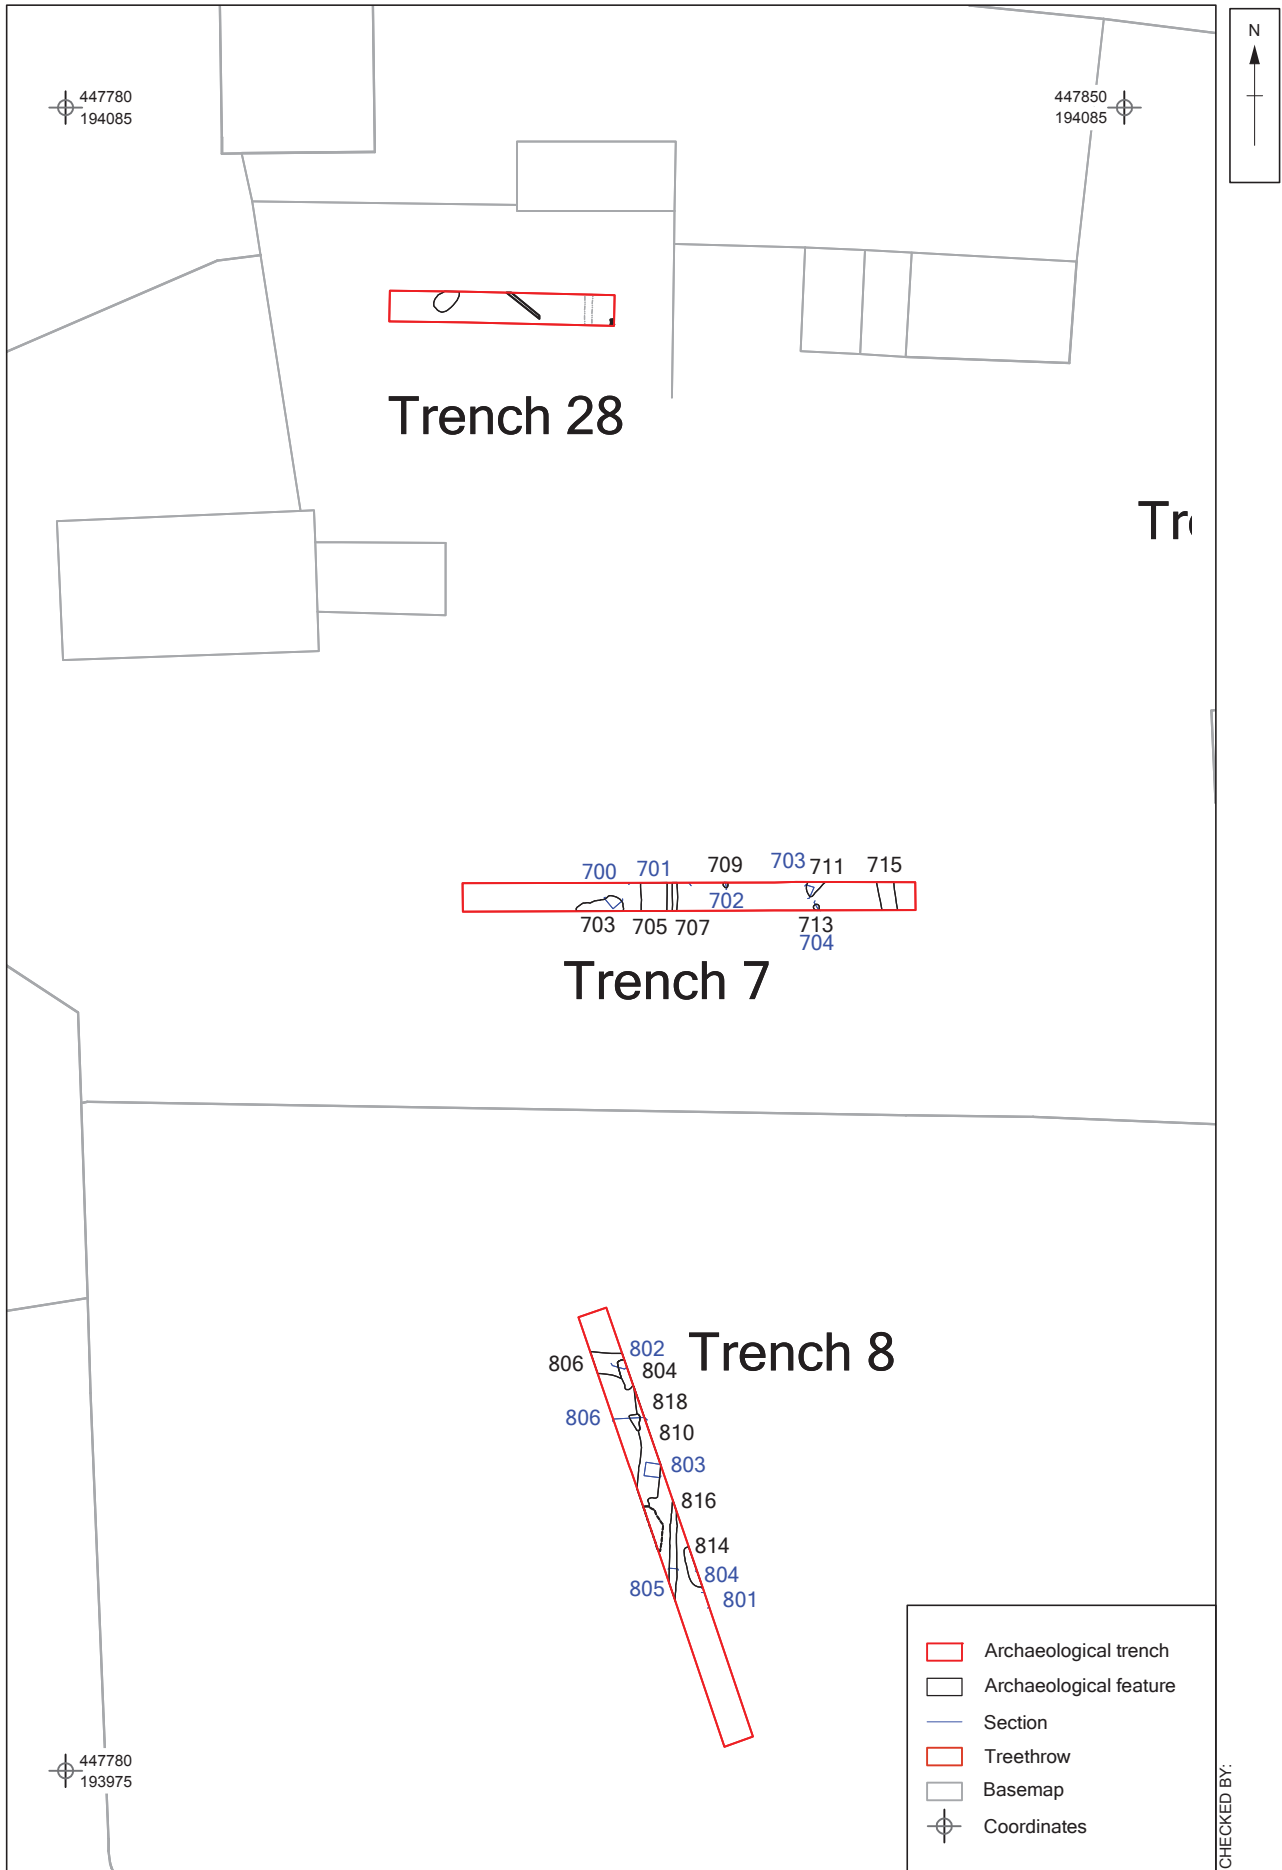 N
447780
194085
447850
194085
Trench 28
Tr
700
701
709
703
711
715
702
703
705
707
713
704
Trench 7
Trench 8
802
806
804
818
806
810
803
816
814
804
805
801
Archaeological trench
Archaeological feature
Section
Treethrow
Basemap
Coordinates
447780
193975
CHECKED BY: